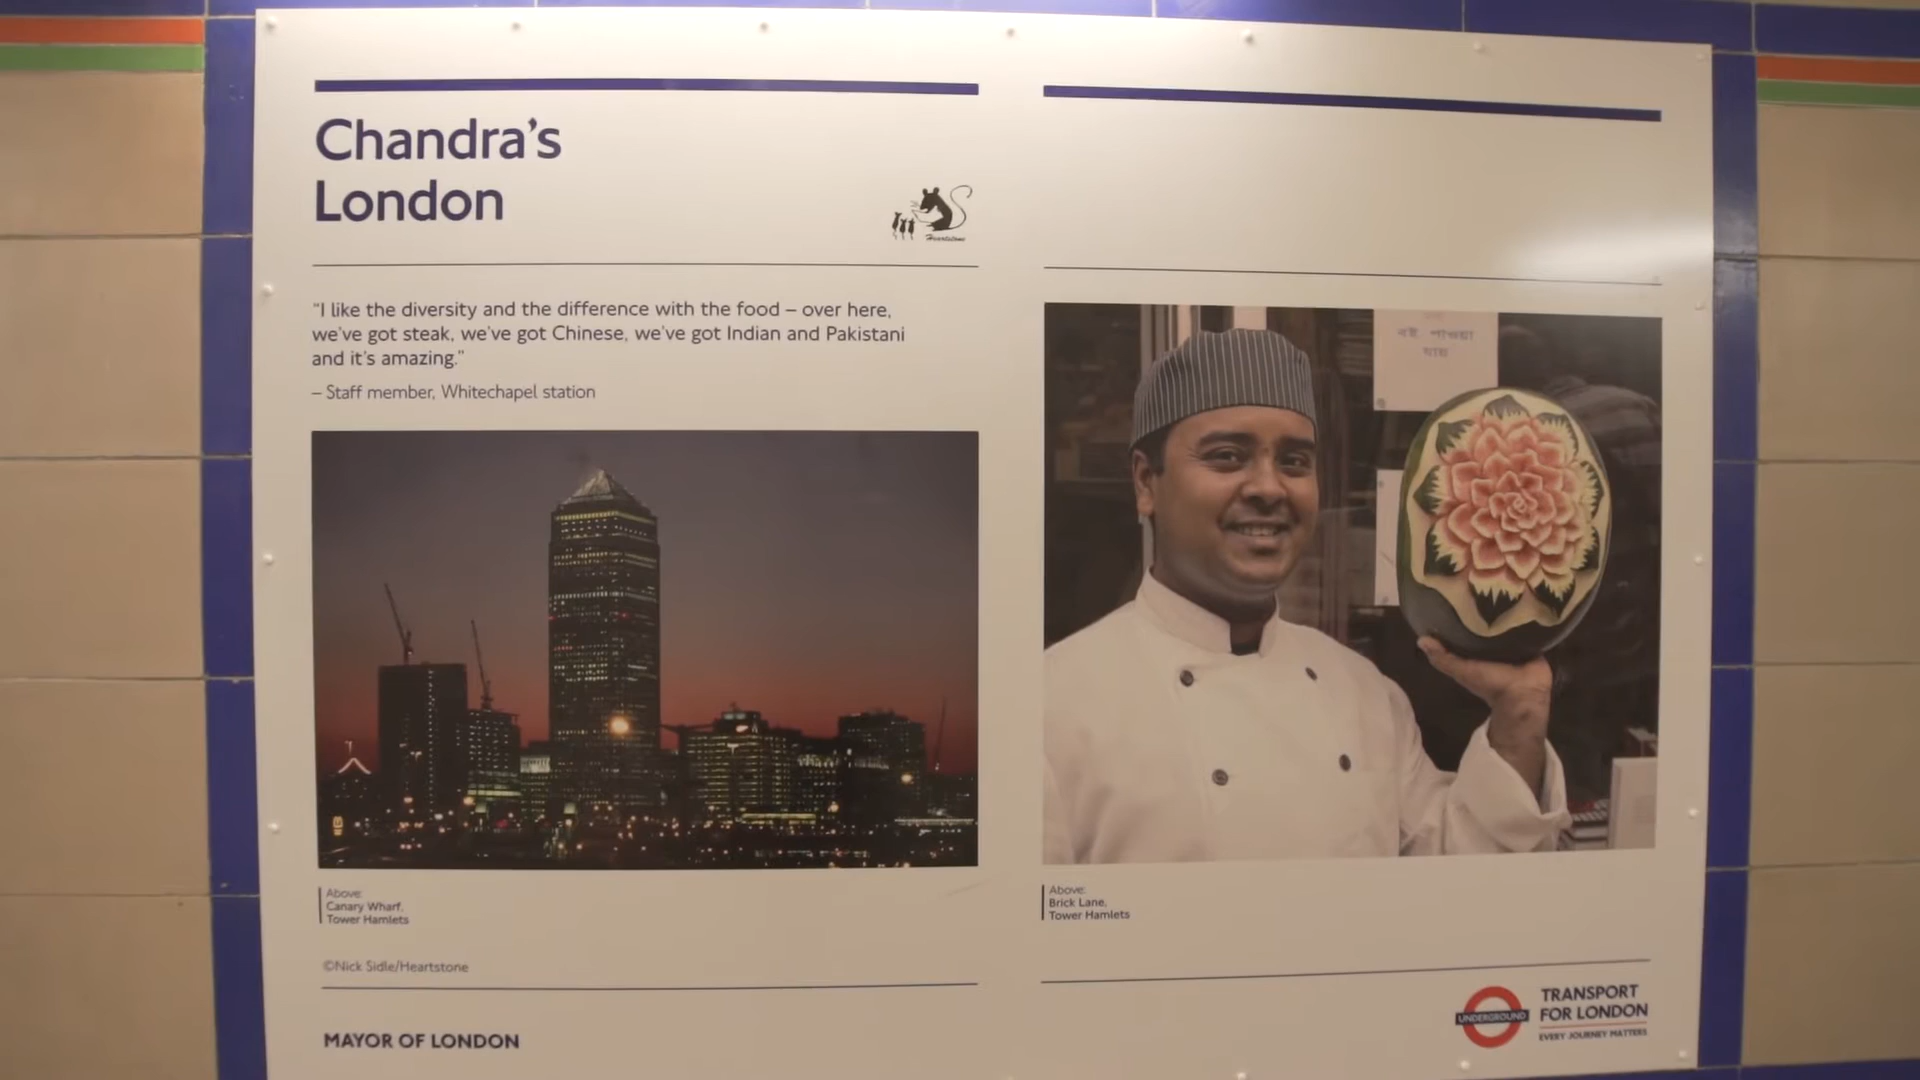 Chandra's
London
Heartstone
“I like the diversity and the difference with the food – over here,
we've got steak, we've got Chinese, we've got Indian and Pakistani
and it's amazing.”
– Staff member, Whitechapel station
বই পাওয়া
যায়
Above:
Canary Wharf,
Tower Hamlets
Above:
Brick Lane,
Tower Hamlets
©Nick Sidle/Heartstone
MAYOR OF LONDON
UNDERGROUND
TRANSPORT
FOR LONDON
EVERY JOURNEY MATTERS